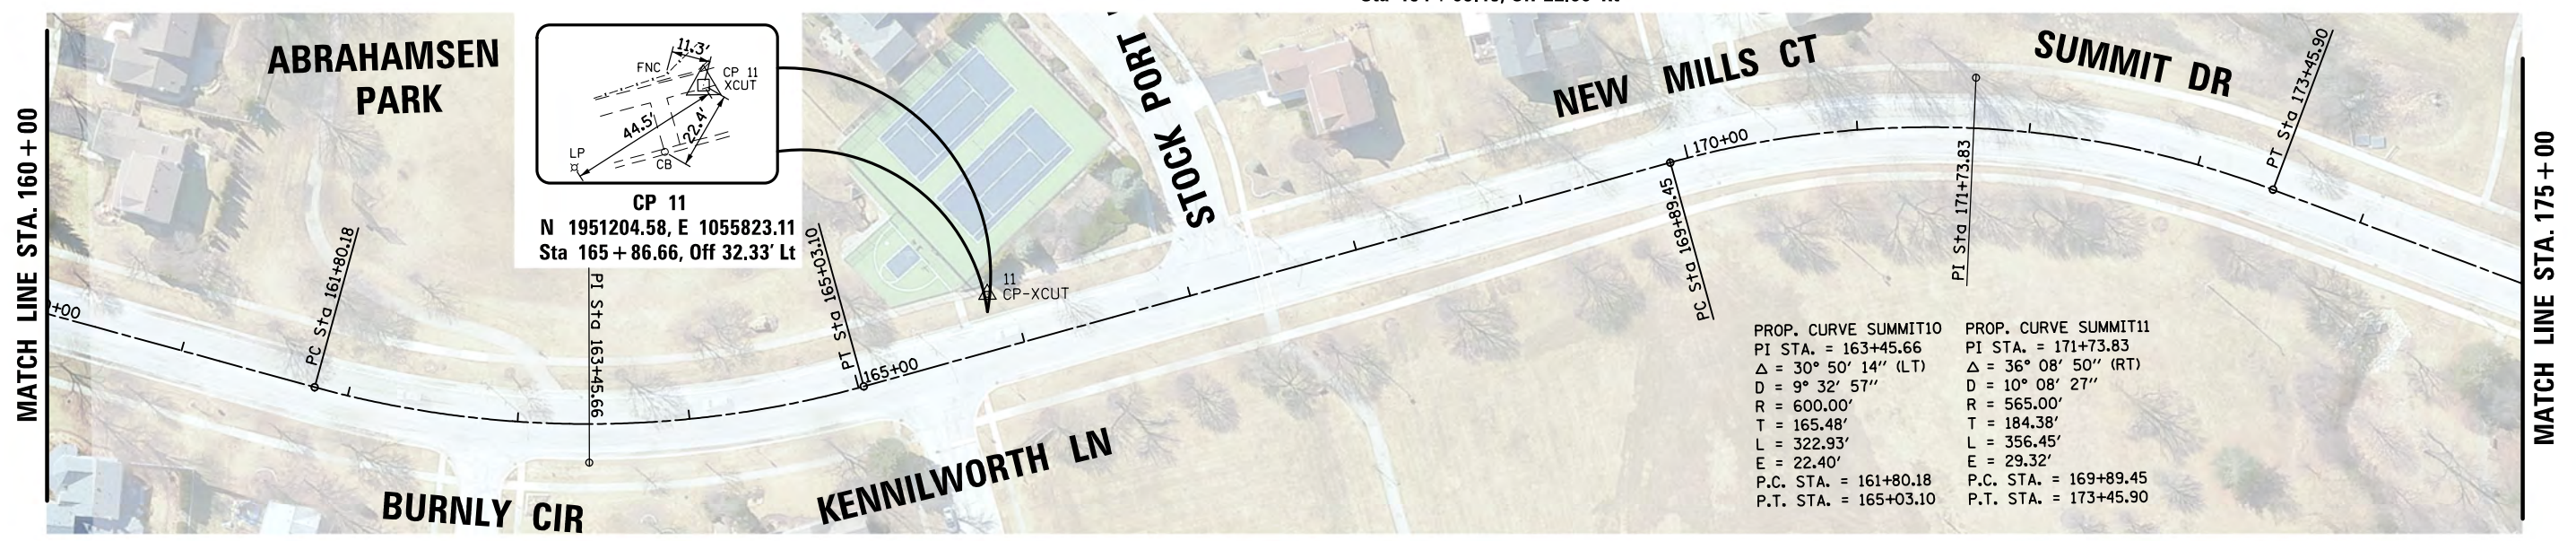 MATCH LINE STA. 160 + 00
ABRAHAMSEN
PARK
11.3'
FNC
CP 11
XCUT
44.5'
22.4'
LP
CB
CP 11
N 1951204.58, E 1055823.11
Sta 165 + 86.66, Off 32.33' Lt
+00
PC Sta 161+80.18
PI Sta 163+45.66
PT Sta 165+03.10
165+00
11
CP-XCUT
BURNLY CIR
KENNILWORTH LN
STOCK PORT
NEW MILLS CT
SUMMIT DR
PC Sta 169+89.45
170+00
PI Sta 171+73.83
PT Sta 173+45.90
PROP. CURVE SUMMIT10
PI STA. = 163+45.66
Δ = 30° 50' 14" (LT)
D = 9° 32' 57"
R = 600.00'
T = 165.48'
L = 322.93'
E = 22.40'
P.C. STA. = 161+80.18
P.T. STA. = 165+03.10
PROP. CURVE SUMMIT11
PI STA. = 171+73.83
Δ = 36° 08' 50" (RT)
D = 10° 08' 27"
R = 565.00'
T = 184.38'
L = 356.45'
E = 29.32'
P.C. STA. = 169+89.45
P.T. STA. = 173+45.90
MATCH LINE STA. 175 + 00